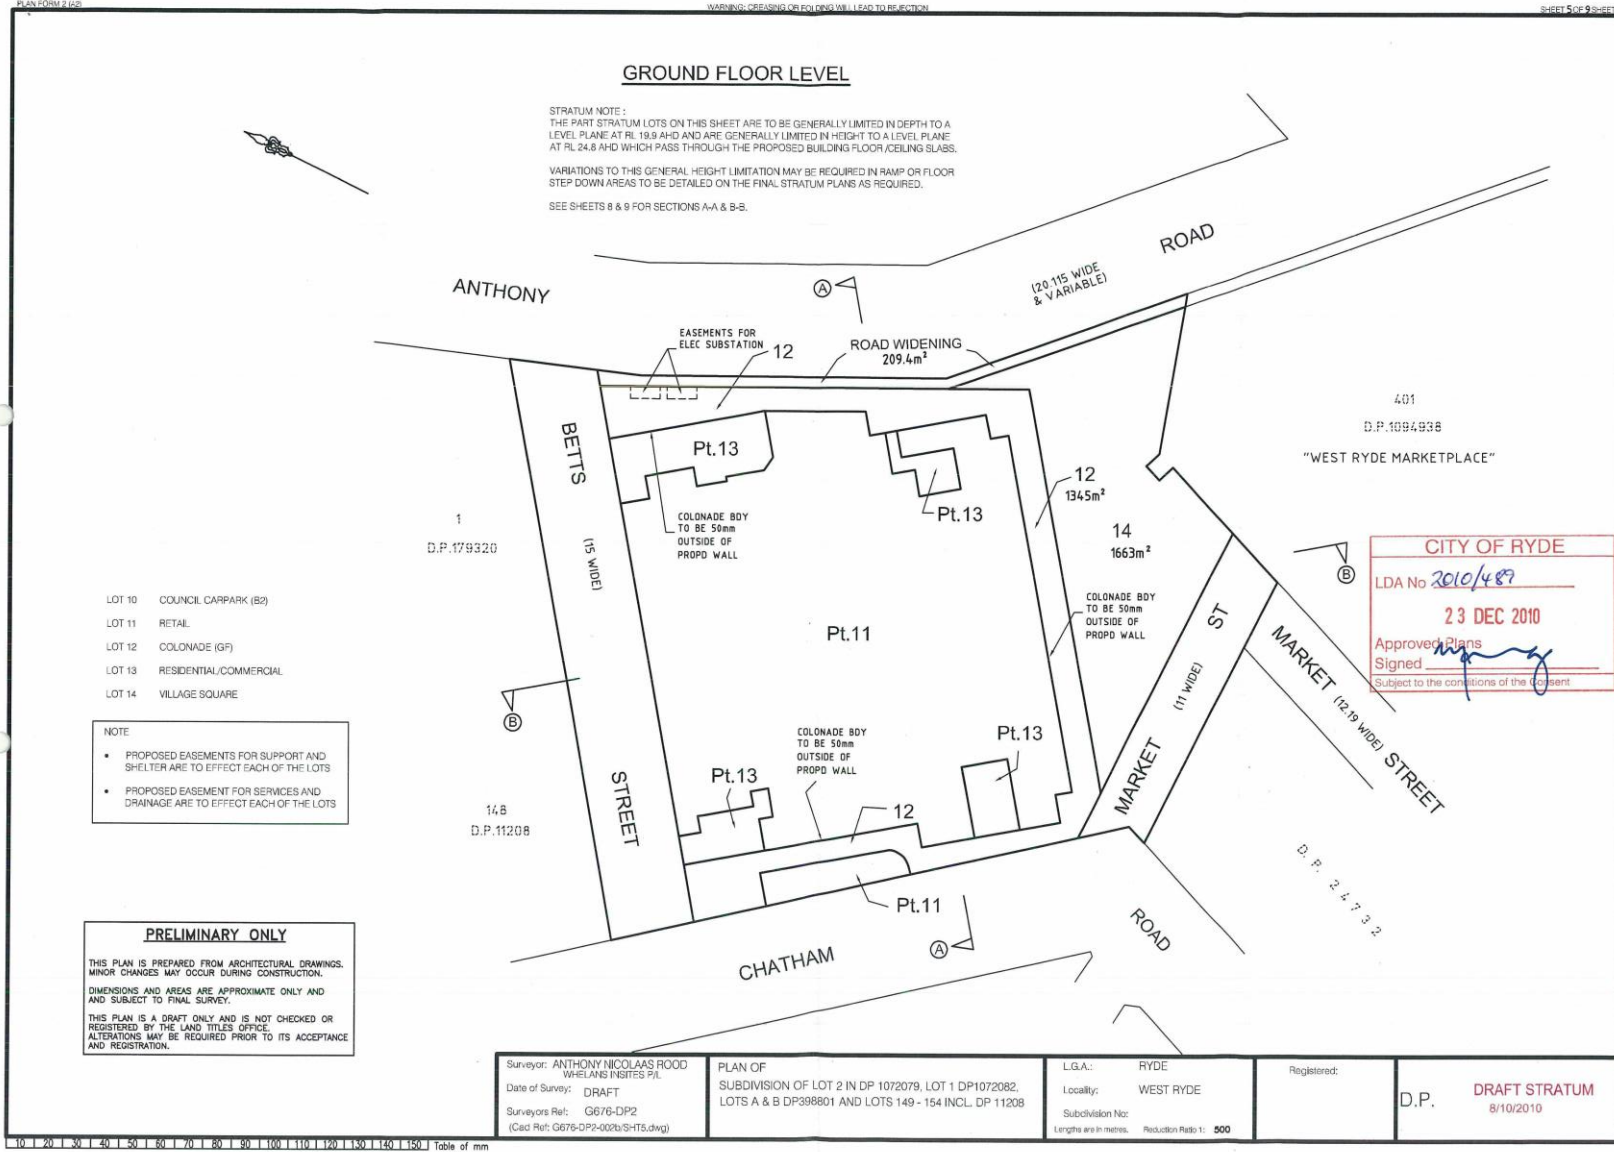 PLAN FORM 2 (A2)
WARNING: CREASING OR FOLDING WILL LEAD TO REJECTION
SHEET 5 OF 9 SHEET
GROUND FLOOR LEVEL
STRATUM NOTE :
THE PART STRATUM LOTS ON THIS SHEET ARE TO BE GENERALLY LIMITED IN DEPTH TO A
LEVEL PLANE AT RL 19.9 AHD AND ARE GENERALLY LIMITED IN HEIGHT TO A LEVEL PLANE
AT RL 24.8 AHD WHICH PASS THROUGH THE PROPOSED BUILDING FLOOR /CEILING SLABS.
VARIATIONS TO THIS GENERAL HEIGHT LIMITATION MAY BE REQUIRED IN RAMP OR FLOOR
STEP DOWN AREAS TO BE DETAILED ON THE FINAL STRATUM PLANS AS REQUIRED.
SEE SHEETS 8 & 9 FOR SECTIONS A-A & B-B.
ANTHONY
ROAD
(20.115 WIDE
& VARIABLE)
A
EASEMENTS FOR
ELEC SUBSTATION
12
ROAD WIDENING
209.4m²
401
D.P.1094938
"WEST RYDE MARKETPLACE"
BETTS
(15 WIDE)
STREET
Pt.13
Pt.13
12
1345m²
14
1663m²
COLONADE BDY
TO BE 50mm
OUTSIDE OF
PROPD WALL
1
D.P.179320
B
CITY OF RYDE
LDA No 2010/489
23 DEC 2010
Approved Plans
Signed
Subject to the conditions of the Consent
COLONADE BDY
TO BE 50mm
OUTSIDE OF
PROPD WALL
Pt.11
LOT 10 COUNCIL CARPARK (B2)
LOT 11 RETAIL
LOT 12 COLONADE (GF)
LOT 13 RESIDENTIAL/COMMERCIAL
LOT 14 VILLAGE SQUARE
MARKET ST
(11 WIDE)
MARKET (12.19 WIDE) STREET
B
NOTE
• PROPOSED EASEMENTS FOR SUPPORT AND
SHELTER ARE TO EFFECT EACH OF THE LOTS
• PROPOSED EASEMENT FOR SERVICES AND
DRAINAGE ARE TO EFFECT EACH OF THE LOTS
COLONADE BDY
TO BE 50mm
OUTSIDE OF
PROPD WALL
Pt.13
Pt.13
12
148
D.P.11208
D.P. 24732
Pt.11
A
CHATHAM
ROAD
PRELIMINARY ONLY
THIS PLAN IS PREPARED FROM ARCHITECTURAL DRAWINGS.
MINOR CHANGES MAY OCCUR DURING CONSTRUCTION.
DIMENSIONS AND AREAS ARE APPROXIMATE ONLY AND
AND SUBJECT TO FINAL SURVEY.
THIS PLAN IS A DRAFT ONLY AND IS NOT CHECKED OR
REGISTERED BY THE LAND TITLES OFFICE.
ALTERATIONS MAY BE REQUIRED PRIOR TO ITS ACCEPTANCE
AND REGISTRATION.
Surveyor: ANTHONY NICOLAAS ROOD
WHELANS INSITES P/L
Date of Survey: DRAFT
Surveyors Ref: G676-DP2
(Cad Ref: G676-DP2-002b/SHT5.dwg)
PLAN OF
SUBDIVISION OF LOT 2 IN DP 1072079, LOT 1 DP1072082,
LOTS A & B DP398801 AND LOTS 149 - 154 INCL. DP 11208
L.G.A.: RYDE
Locality: WEST RYDE
Subdivision No:
Lengths are in metres. Reduction Ratio 1: 500
Registered:
D.P.
DRAFT STRATUM
8/10/2010
10 20 30 40 50 60 70 80 90 100 110 120 130 140 150 Table of mm